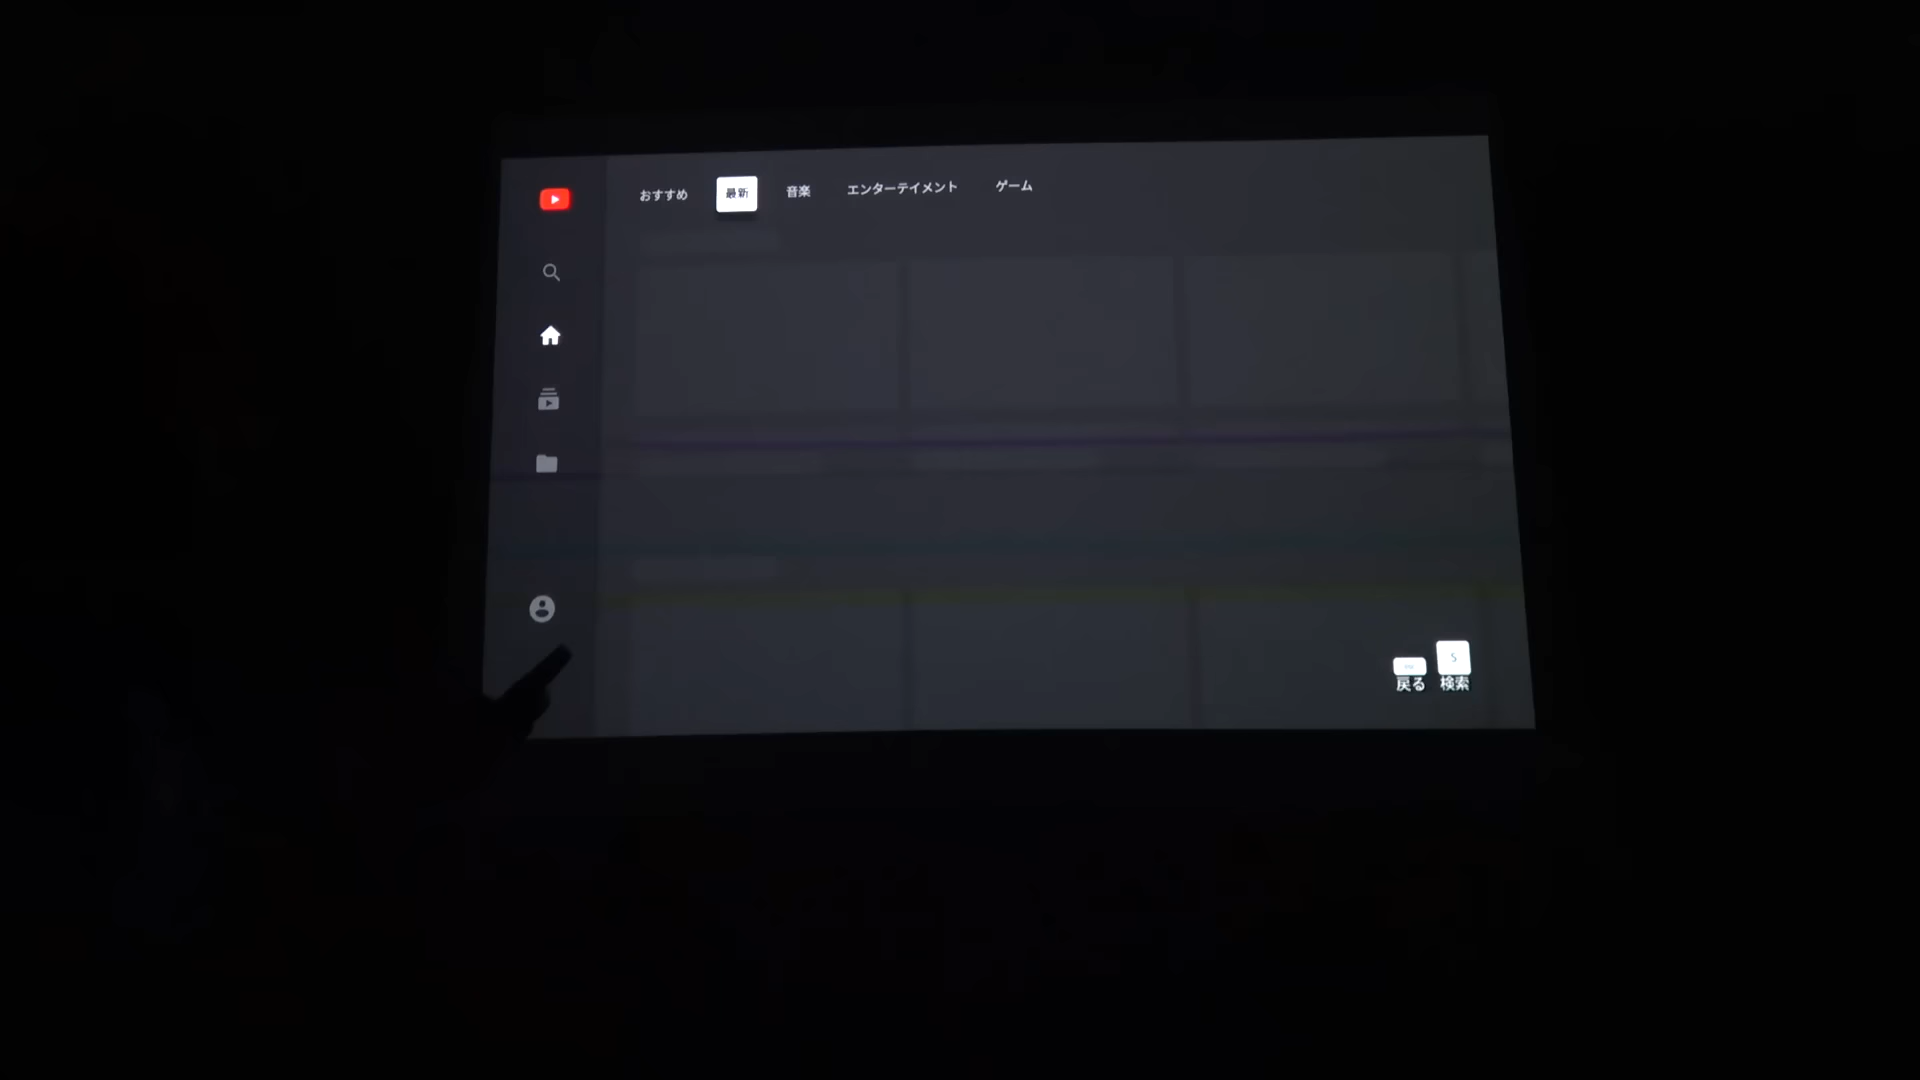 おすすめ
最新
音楽
エンターテイメント
ゲーム
S
戻る
検索